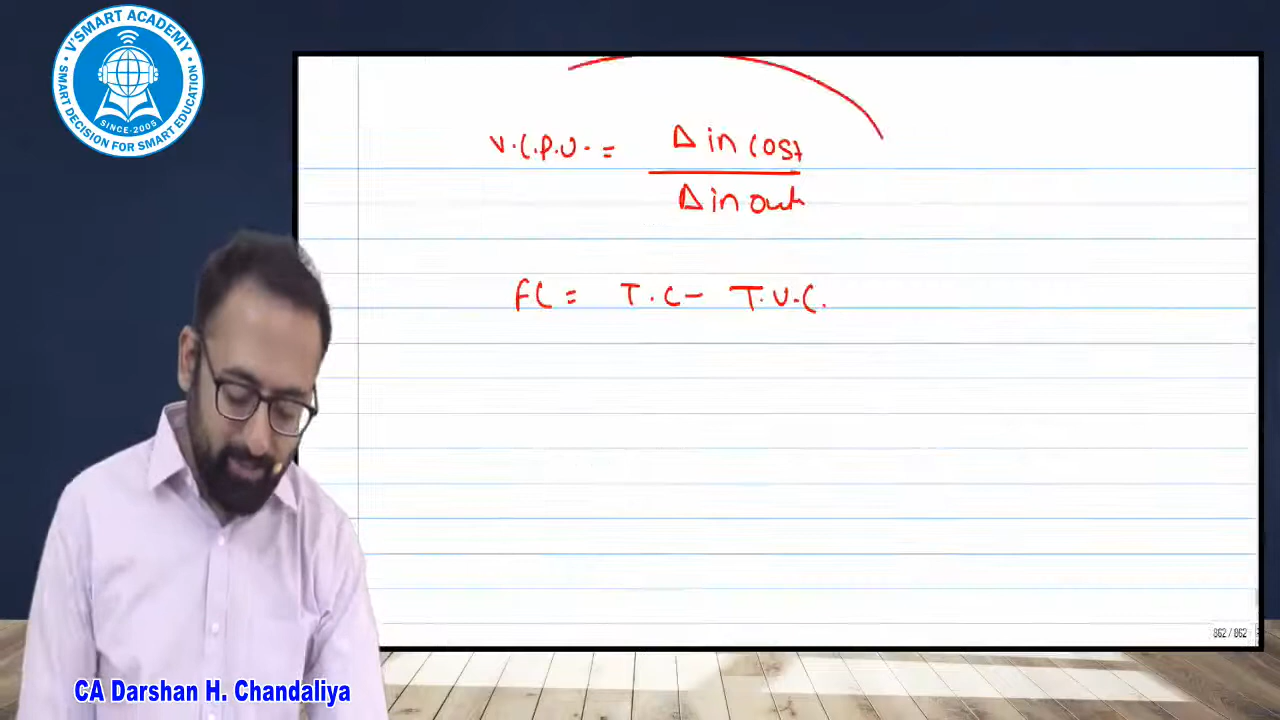 V'SMART ACADEMY
SMART DECISION FOR SMART EDUCATION
SINCE-2005
V.C.P.U. = Δ in cost
Δ in out
FC = T.C - T.V.C.
862 / 862
CA Darshan H. Chandaliya